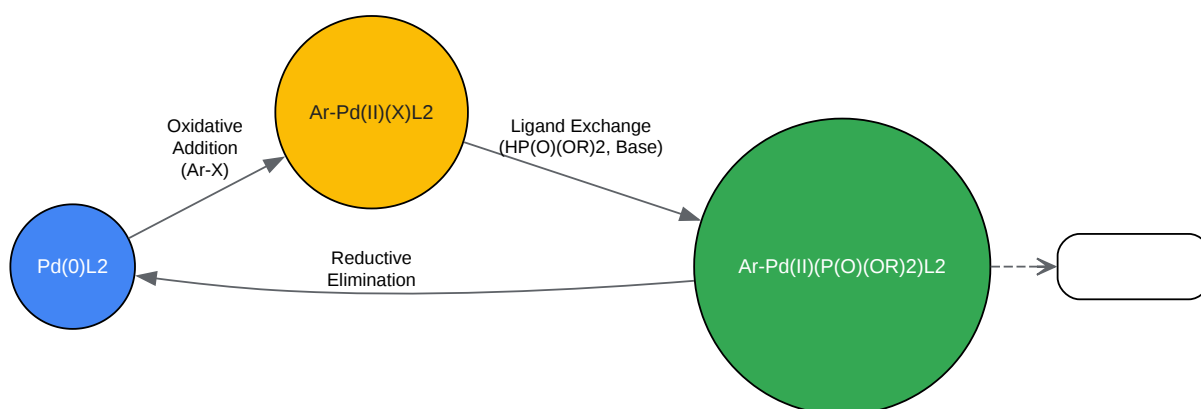 Oxidative
Addition
(Ar-X)
Ar-Pd(II)(X)L2
Ligand Exchange
(HP(O)(OR)2, Base)
Pd(0)L2
Reductive
Elimination
Ar-Pd(II)(P(O)(OR)2)L2